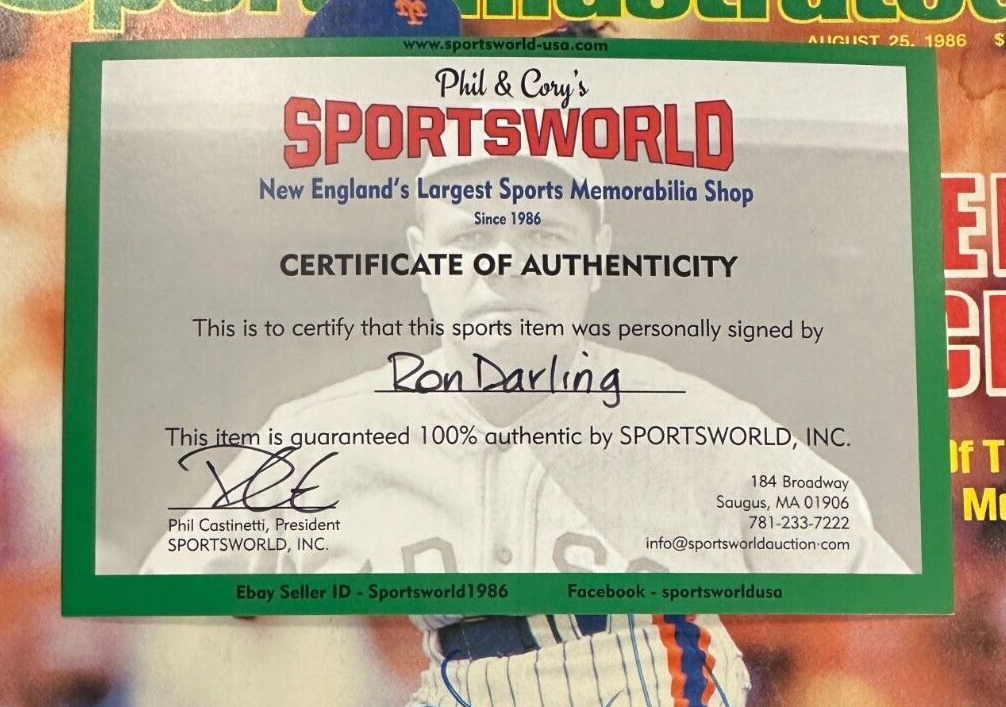 Sports Illustrated
AUGUST 25, 1986 $
www.sportsworld-usa.com
Phil & Cory's
SPORTSWORLD
New England's Largest Sports Memorabilia Shop
Since 1986
CERTIFICATE OF AUTHENTICITY
This is to certify that this sports item was personally signed by
Ron Darling
This item is guaranteed 100% authentic by SPORTSWORLD, INC.
Phil Castinetti, President
SPORTSWORLD, INC.
184 Broadway
Saugus, MA 01906
781-233-7222
info@sportsworldauction·com
Ebay Seller ID - Sportsworld1986
Facebook - sportsworldusa